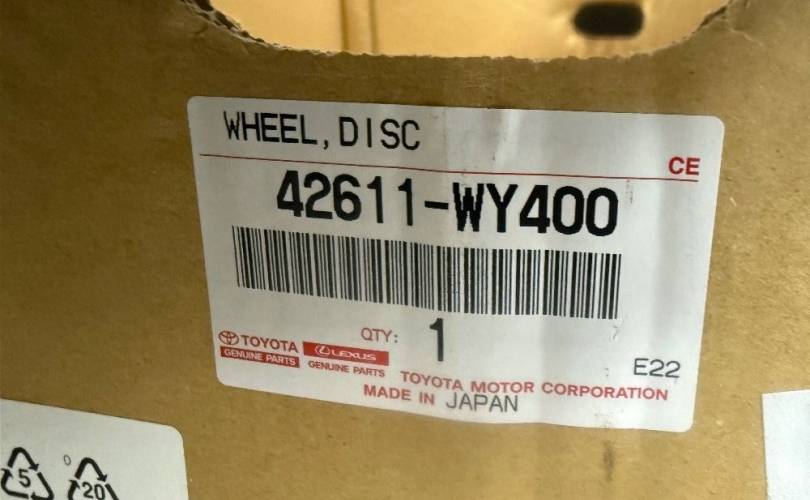 WHEEL, DISC
CE
42611-WY400
QTY: 1
TOYOTA
GENUINE PARTS
LEXUS
GENUINE PARTS
E22
TOYOTA MOTOR CORPORATION
MADE IN JAPAN
5
20